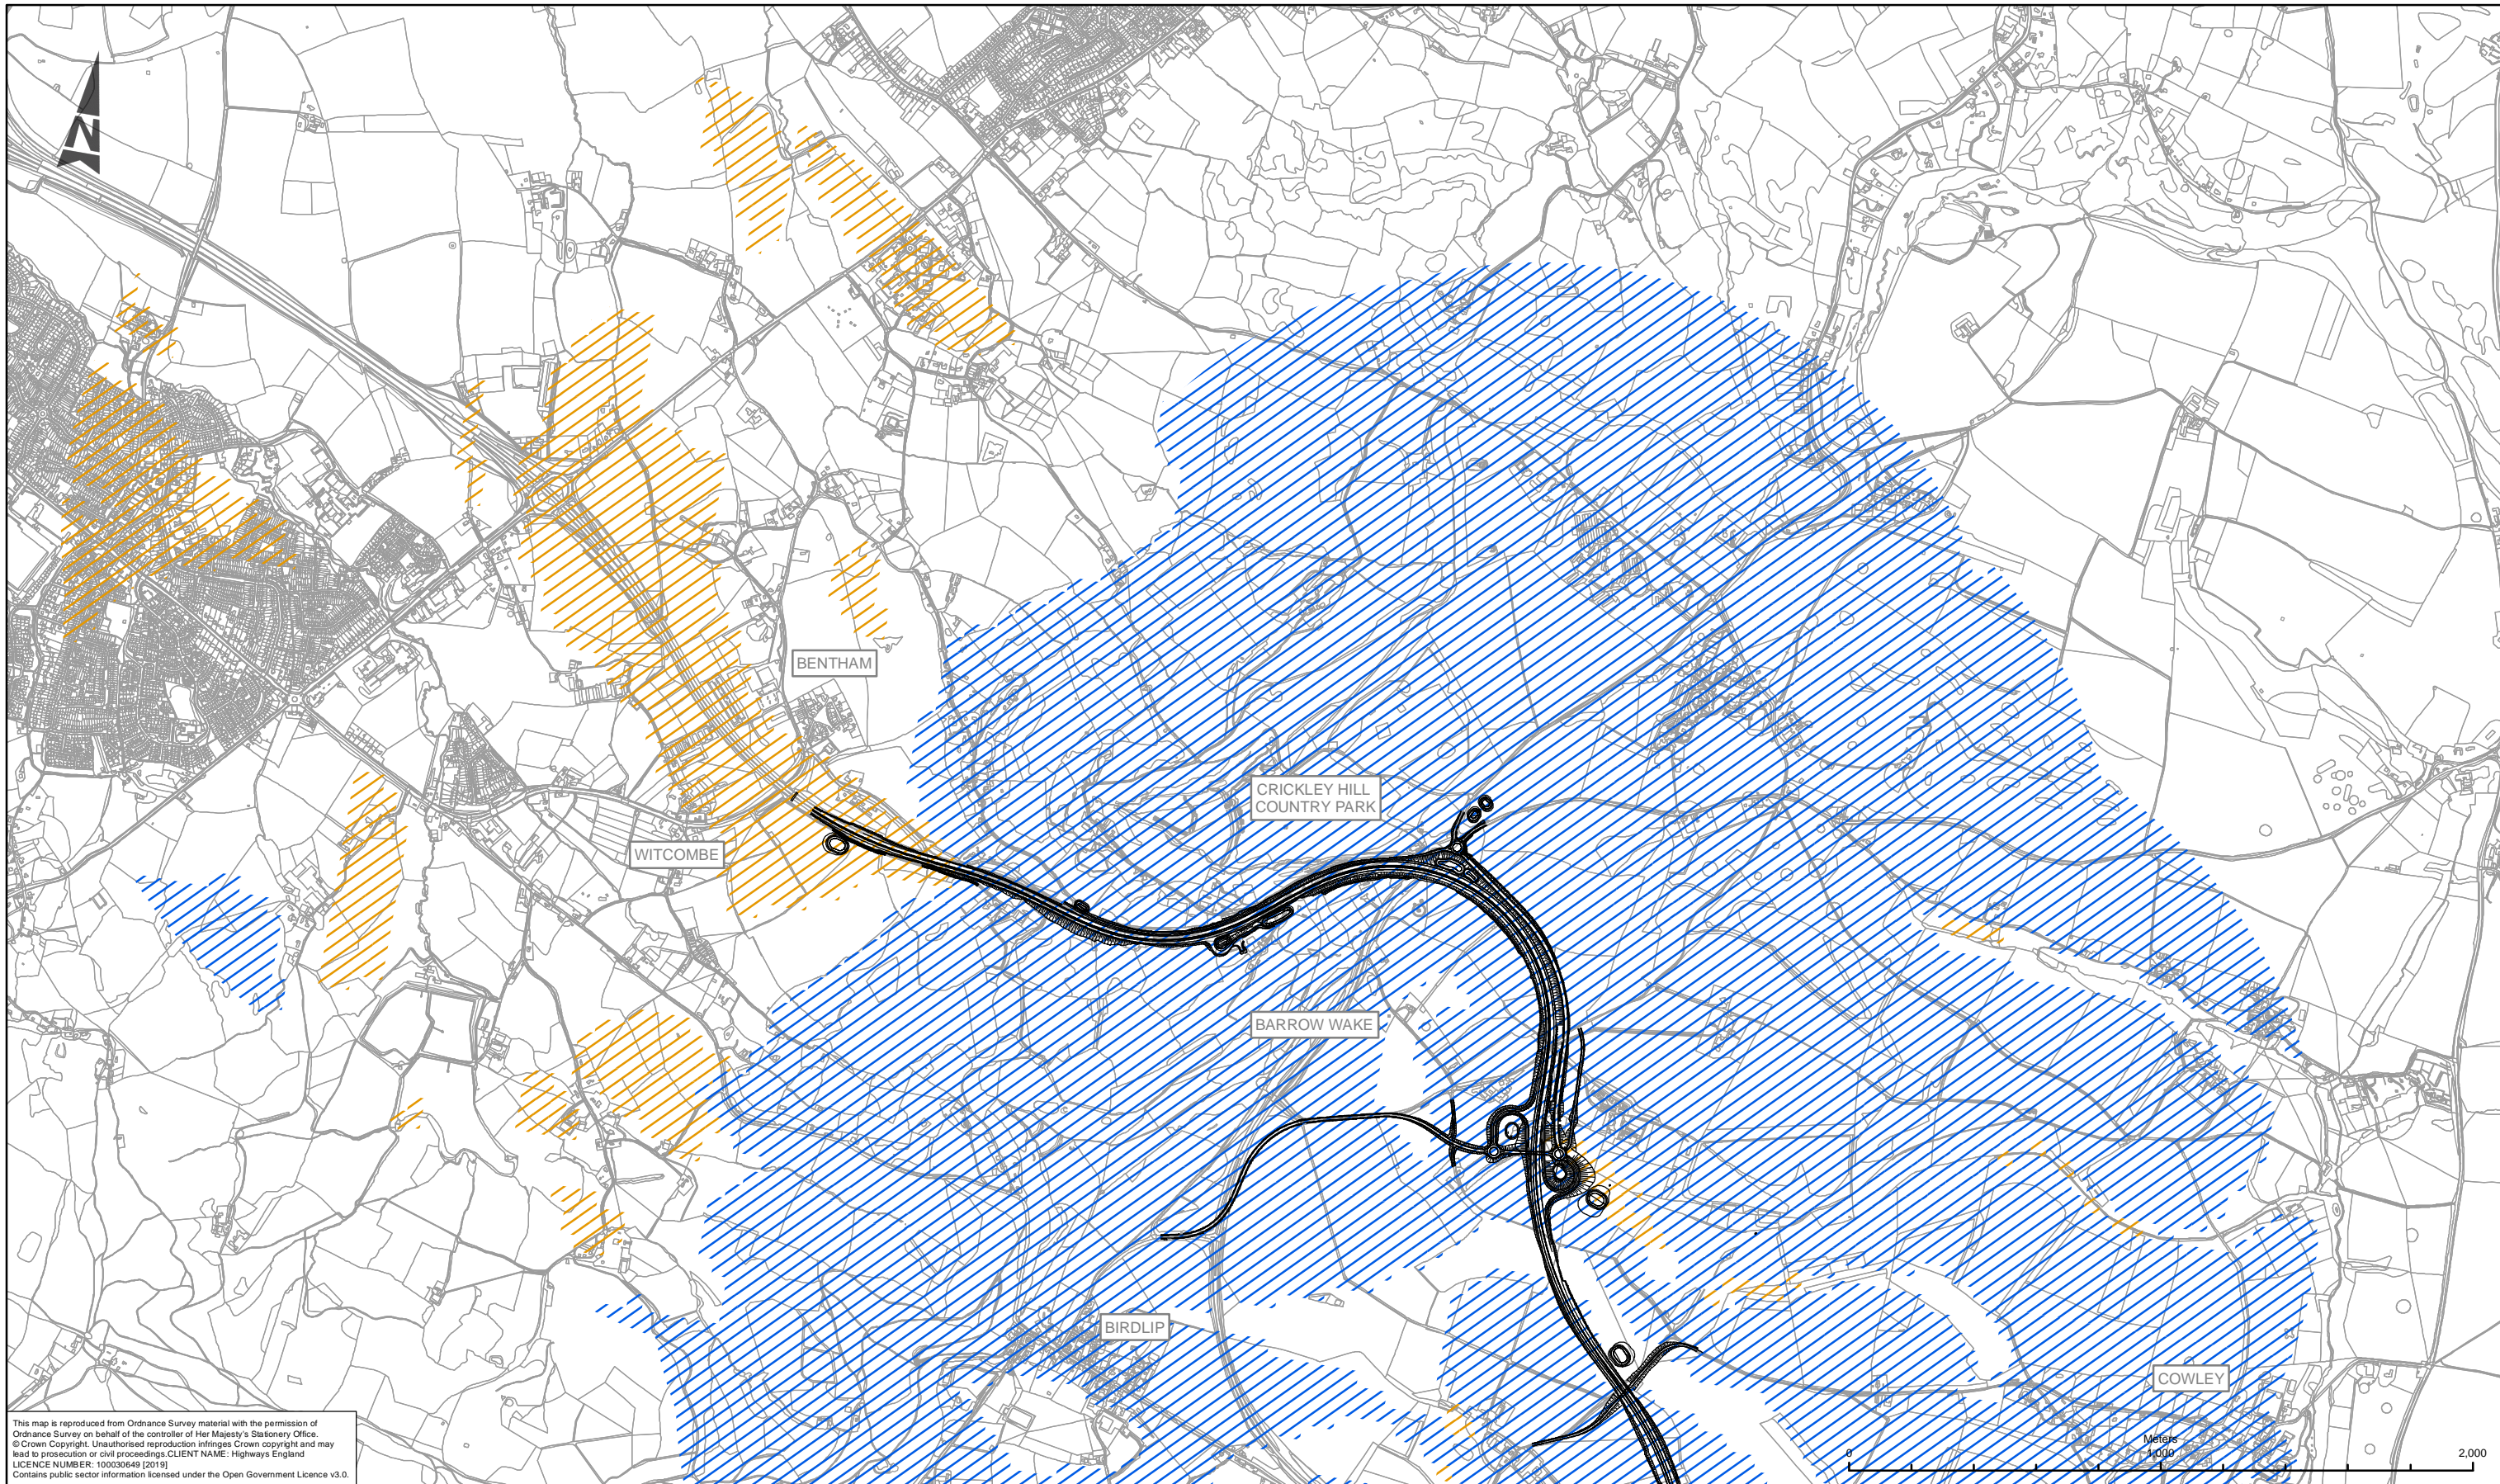 N
BENTHAM
CRICKLEY HILL
COUNTRY PARK
WITCOMBE
BARROW WAKE
BIRDLIP
COWLEY
This map is reproduced from Ordnance Survey material with the permission of
Ordnance Survey on behalf of the controller of Her Majesty's Stationery Office.
© Crown Copyright. Unauthorised reproduction infringes Crown copyright and may
lead to prosecution or civil proceedings.CLIENT NAME: Highways England
LICENCE NUMBER: 100030649 [2019]
Contains public sector information licensed under the Open Government Licence v3.0.
Meters
0 1,000 2,000